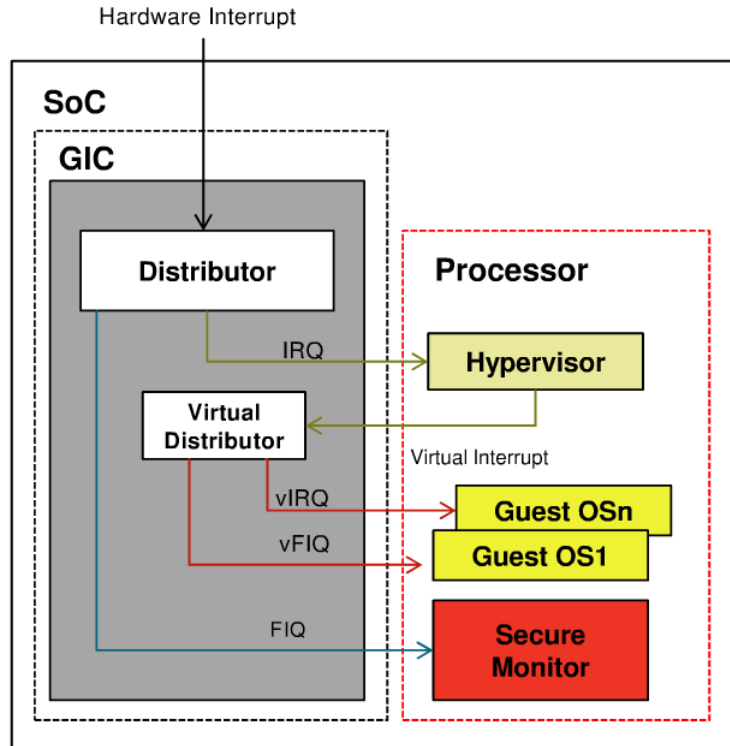 Hardware Interrupt
SoC
GIC
Distributor
Processor
IRQ
Hypervisor
Virtual
Distributor
Virtual Interrupt
vIRQ
Guest OSn
vFIQ
Guest OS1
FIQ
Secure
Monitor